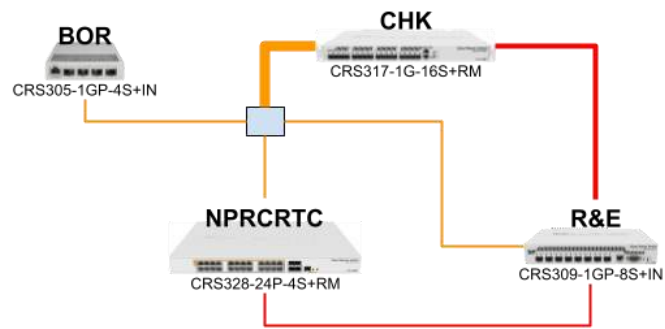 CHK
BOR
CRS305-1GP-4S+IN
CRS317-1G-16S+RM
NPRCRTC
R&E
CRS328-24P-4S+RM
CRS309-1GP-8S+IN